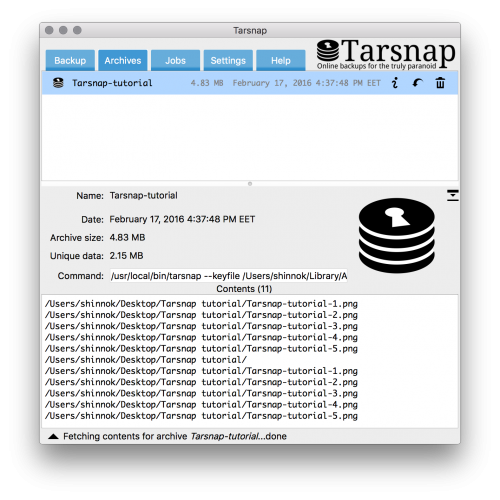 Tarsnap
Backup Archives Jobs Settings Help
Tarsnap
Online backups for the truly paranoid
Tarsnap-tutorial 4.83 MB February 17, 2016 4:37:48 PM EET
Name: Tarsnap-tutorial
Date: February 17, 2016 4:37:48 PM EET
Archive size: 4.83 MB
Unique data: 2.15 MB
Command: /usr/local/bin/tarsnap --keyfile /Users/shinnok/Library/A
Contents (11)
/Users/shinnok/Desktop/Tarsnap tutorial/Tarsnap-tutorial-1.png
/Users/shinnok/Desktop/Tarsnap tutorial/Tarsnap-tutorial-2.png
/Users/shinnok/Desktop/Tarsnap tutorial/Tarsnap-tutorial-3.png
/Users/shinnok/Desktop/Tarsnap tutorial/Tarsnap-tutorial-4.png
/Users/shinnok/Desktop/Tarsnap tutorial/Tarsnap-tutorial-5.png
/Users/shinnok/Desktop/Tarsnap tutorial/
/Users/shinnok/Desktop/Tarsnap tutorial/Tarsnap-tutorial-1.png
/Users/shinnok/Desktop/Tarsnap tutorial/Tarsnap-tutorial-2.png
/Users/shinnok/Desktop/Tarsnap tutorial/Tarsnap-tutorial-3.png
/Users/shinnok/Desktop/Tarsnap tutorial/Tarsnap-tutorial-4.png
/Users/shinnok/Desktop/Tarsnap tutorial/Tarsnap-tutorial-5.png
Fetching contents for archive Tarsnap-tutorial...done